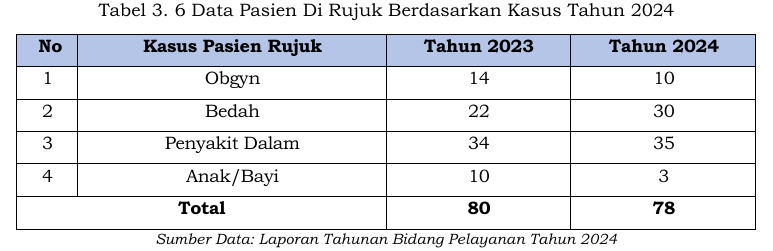 Tabel 3. 6 Data Pasien Di Rujuk Berdasarkan Kasus Tahun 2024
No Kasus Pasien Rujuk Tahun 2023 Tahun 2024
1 Obgyn 14 10
2 Bedah 22 30
3 Penyakit Dalam 34 35
4 Anak/Bayi 10 3
Total 80 78
Sumber Data: Laporan Tahunan Bidang Pelayanan Tahun 2024